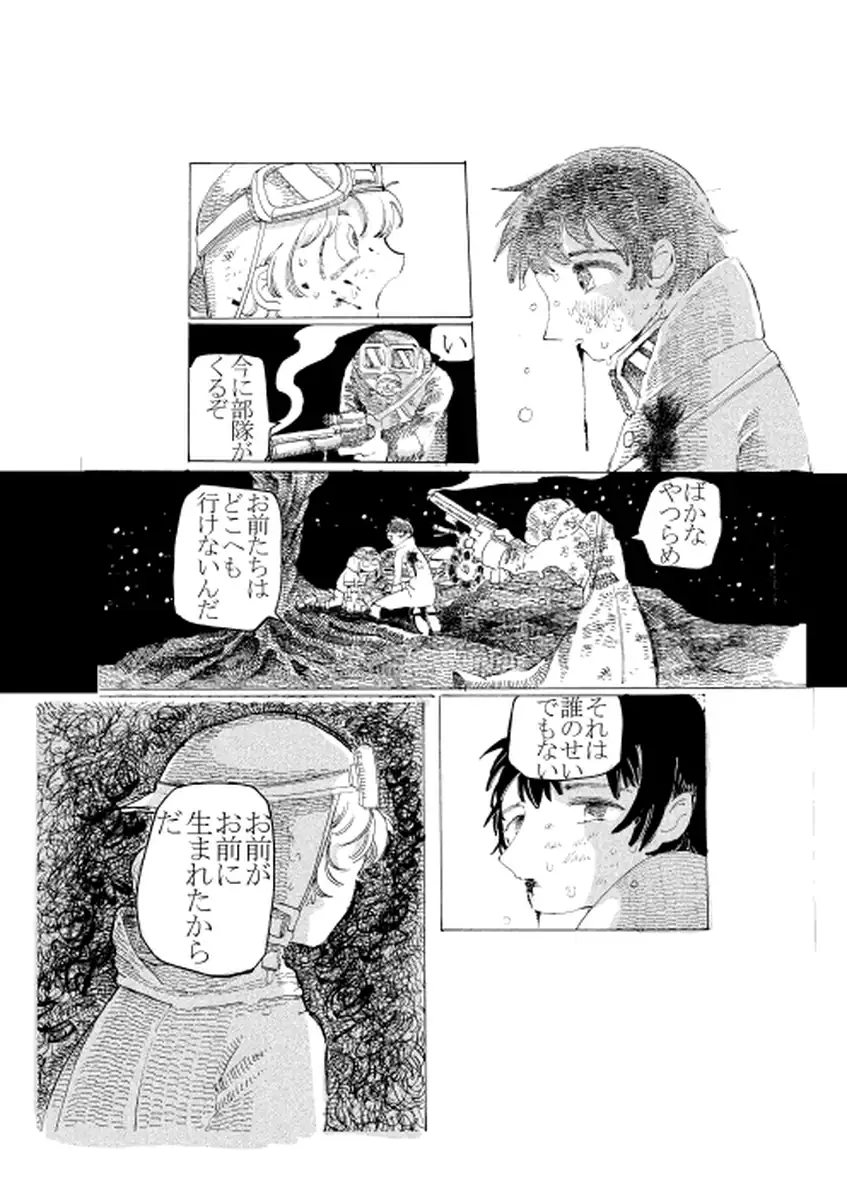 い
今に部隊が
くるぞ
ばかな
やつらめ
お前たちは
どこへも
行けないんだ
それは
誰のせい
でもない
お前が
お前に
生まれたから
だ